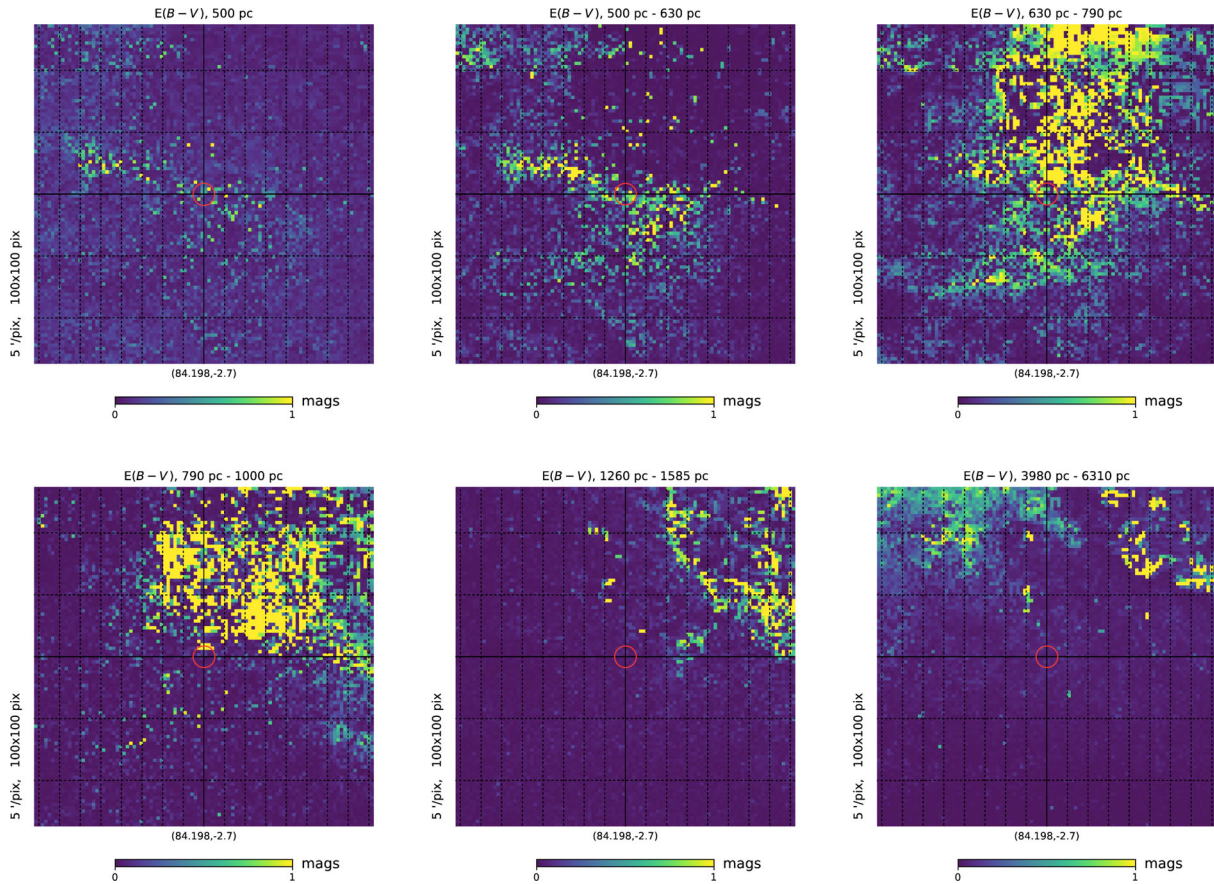 E(B − V), 500 pc
E(B − V), 500 pc - 630 pc
E(B − V), 630 pc - 790 pc
5 '/pix, 100x100 pix
5 '/pix, 100x100 pix
5 '/pix, 100x100 pix
(84.198,-2.7)
(84.198,-2.7)
(84.198,-2.7)
mags
0 1
mags
0 1
mags
0 1
E(B − V), 790 pc - 1000 pc
E(B − V), 1260 pc - 1585 pc
E(B − V), 3980 pc - 6310 pc
5 '/pix, 100x100 pix
5 '/pix, 100x100 pix
5 '/pix, 100x100 pix
(84.198,-2.7)
(84.198,-2.7)
(84.198,-2.7)
mags
0 1
mags
0 1
mags
0 1